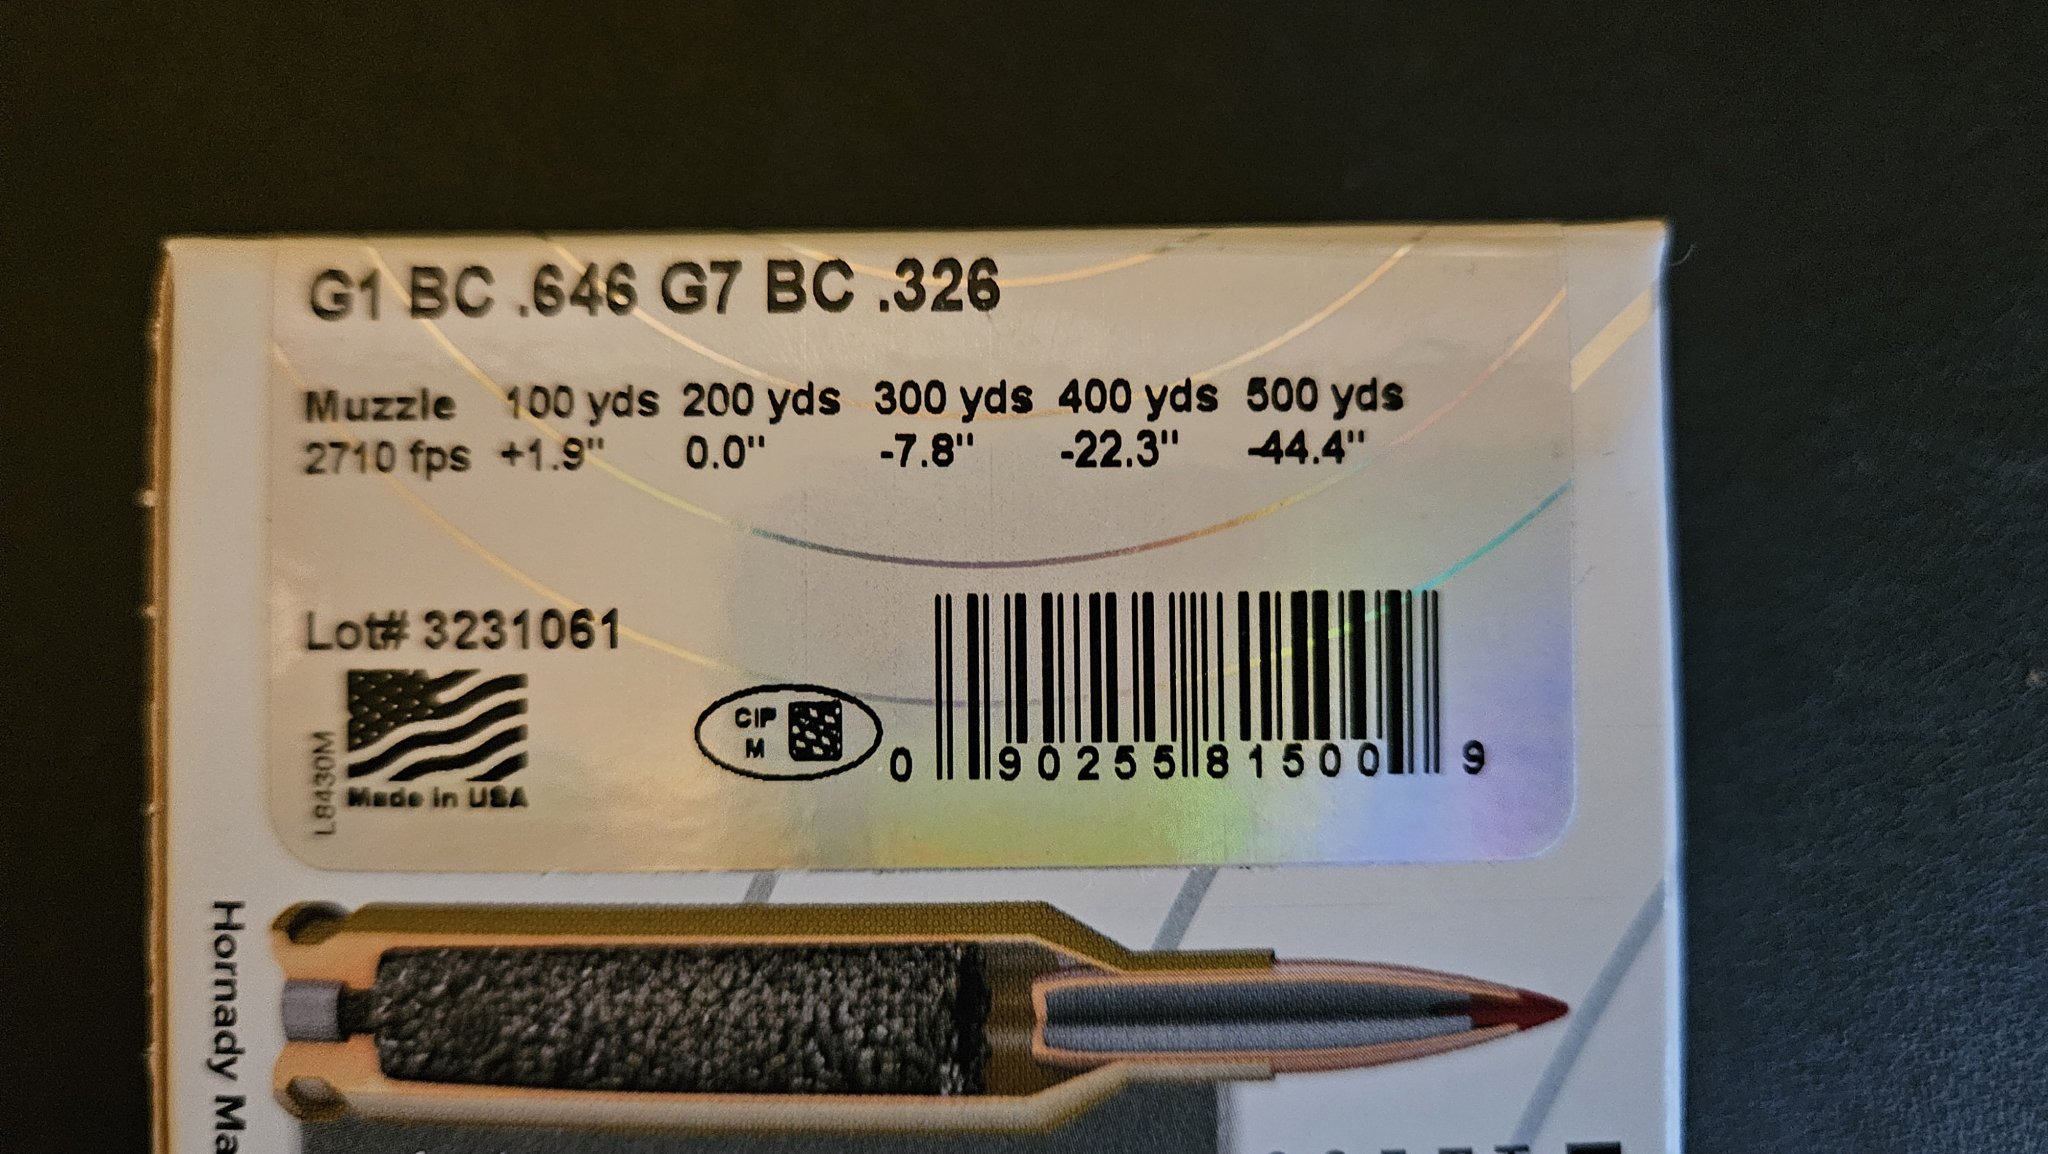 G1 BC .646 G7 BC .326
Muzzle 100 yds 200 yds 300 yds 400 yds 500 yds
2710 fps +1.9" 0.0" -7.8" -22.3" -44.4"
Lot# 3231061
L8430M
Made in USA
CIP
M
0 90255 81500 9
Hornady